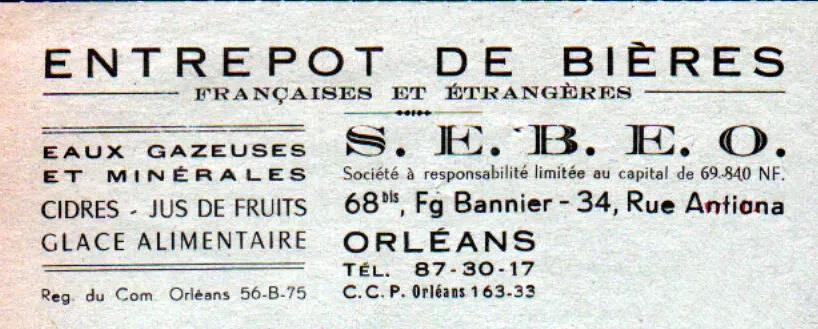 ENTREPOT DE BIÈRES
FRANÇAISES ET ÉTRANGÈRES
EAUX GAZEUSES
ET MINÉRALES
CIDRES - JUS DE FRUITS
GLACE ALIMENTAIRE
Reg. du Com. Orléans 56-B-75
S. E. B. E. O.
Société à responsabilité limitée au capital de 69.840 NF.
68bis, Fg Bannier - 34, Rue Antigna
ORLÉANS
TÉL. 87-30-17
C.C.P. Orléans 163-33